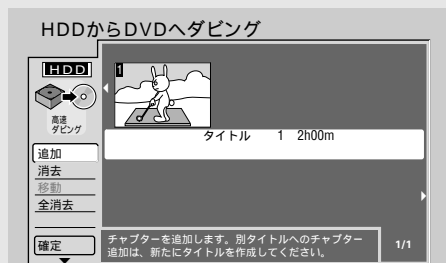 HDDからDVDへダビング
HDD
1
高速
ダビング
タイトル 1 2h00m
追加
消去
移動
全消去
確定
チャプターを追加します。別タイトルへのチャプター
追加は、新たにタイトルを作成してください。
1/1